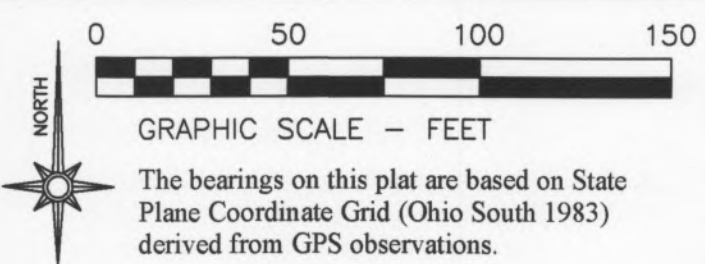 0 50 100 150
NORTH
GRAPHIC SCALE – FEET
The bearings on this plat are based on State
Plane Coordinate Grid (Ohio South 1983)
derived from GPS observations.